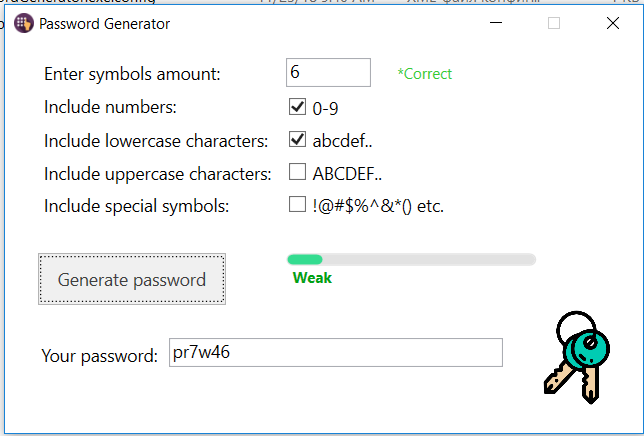 Password Generator
Enter symbols amount: 6 *Correct
Include numbers: 0-9
Include lowercase characters: abcdef..
Include uppercase characters: ABCDEF..
Include special symbols: !@#$%^&*() etc.
Generate password
Weak
Your password: pr7w46